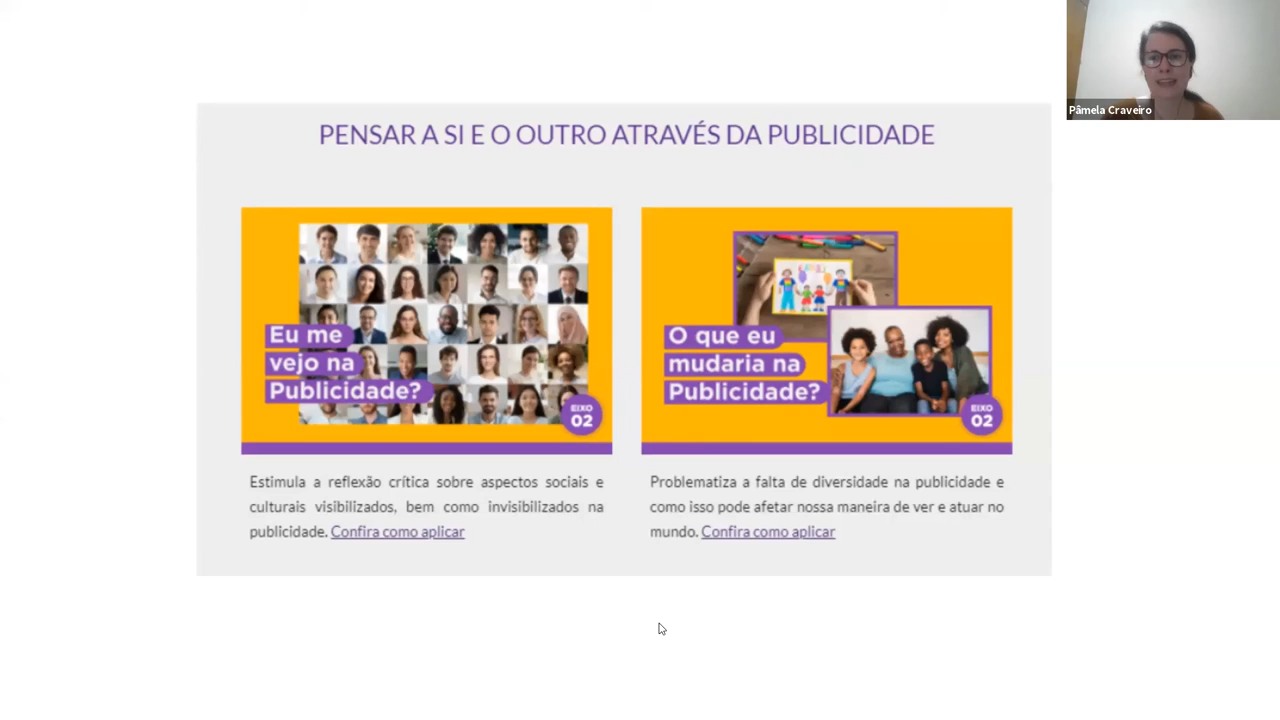 Pâmela Craveiro
PENSAR A SI E O OUTRO ATRAVÉS DA PUBLICIDADE
Eu me
vejo na
Publicidade?
EIXO
02
O que eu
mudaria na
Publicidade?
EIXO
02
Estimula a reflexão crítica sobre aspectos sociais e
culturais visibilizados, bem como invisibilizados na
publicidade. Confira como aplicar
Problematiza a falta de diversidade na publicidade e
como isso pode afetar nossa maneira de ver e atuar no
mundo. Confira como aplicar